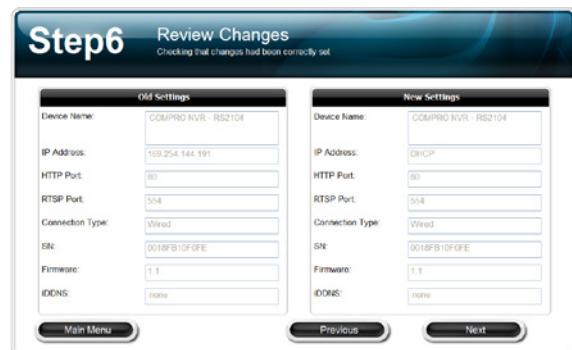 Step6
Review Changes
Checking that changes had been correctly set
Old Settings
Device Name: COMPRO NVR - RS2104
IP Address: 169.254.144.191
HTTP Port: 80
RTSP Port: 554
Connection Type: Wired
SN: 0018FB10F0FE
Firmware: 1.1
iDDNS: none
New Settings
Device Name: COMPRO NVR - RS2104
IP Address: DHCP
HTTP Port: 80
RTSP Port: 554
Connection Type: Wired
SN: 0018FB10F0FE
Firmware: 1.1
iDDNS: none
Main Menu
Previous
Next